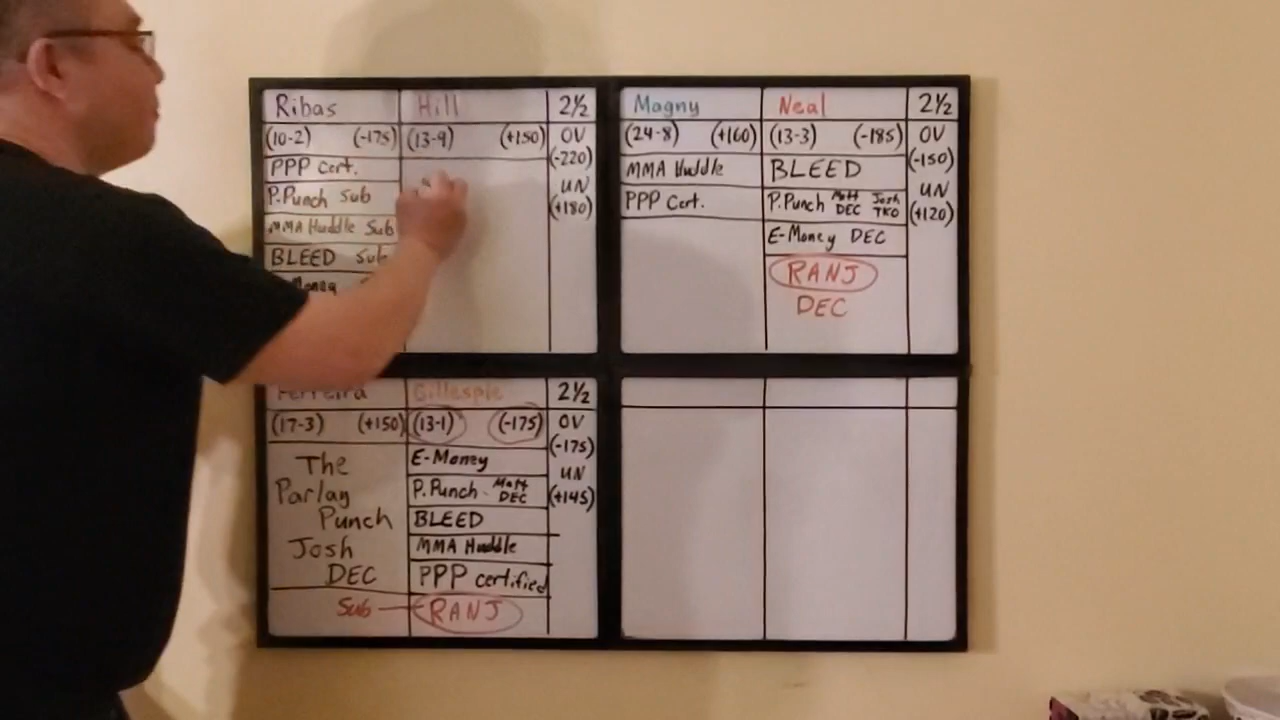 Ribas Hill 2½
(10-2) (-175) (13-9) (+150) OV
(-220)
PPP Cert.
UN
P.Punch Sub
(+180)
MMA Huddle Sub
BLEED Sub
Magny Neal 2½
(24-8) (+160) (13-3) (-185) OV
(-150)
MMA Huddle BLEED
UN
PPP Cert. P.Punch Matt DEC Josh TKO
(+120)
E-Money DEC
RANJ
DEC
Ferreira Gillespie 2½
(17-3) (+150) (13-1) (-175) OV
(-175)
The
Parlay
Punch
Josh
DEC
E-Money
UN
P.Punch - Matt DEC
(+145)
BLEED
MMA Huddle
PPP certified
Sub RANJ